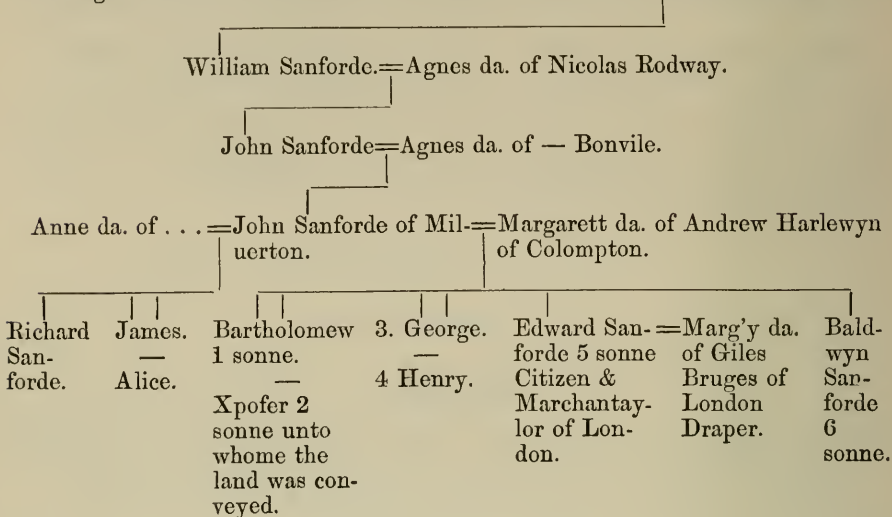 William Sanforde.=Agnes da. of Nicolas Rodway.
John Sanforde=Agnes da. of — Bonvile.
Anne da. of . . . =John Sanforde of Mil-=Margarett da. of Andrew Harlewyn
uerton.
of Colompton.
Richard
San-
forde.
James.
—
Alice.
Bartholomew
1 sonne.
—
Xpofer 2
sonne unto
whome the
land was con-
veyed.
3. George.
—
4 Henry.
Edward San-=Marg'y da.
forde 5 sonne
Citizen &
Marchantay-
lor of Lon-
don.
of Giles
Bruges of
London
Draper.
Bald-
wyn
San-
forde
6
sonne.